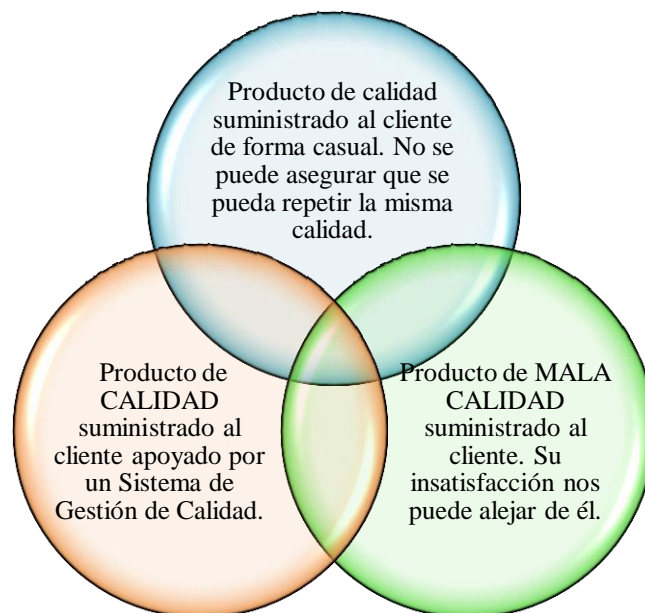 Producto de calidad
suministrado al cliente
de forma casual. No se
puede asegurar que se
pueda repetir la misma
calidad.
Producto de
CALIDAD
suministrado al
cliente apoyado por
un Sistema de
Gestión de Calidad.
Producto de MALA
CALIDAD
suministrado al
cliente. Su
insatisfacción nos
puede alejar de él.